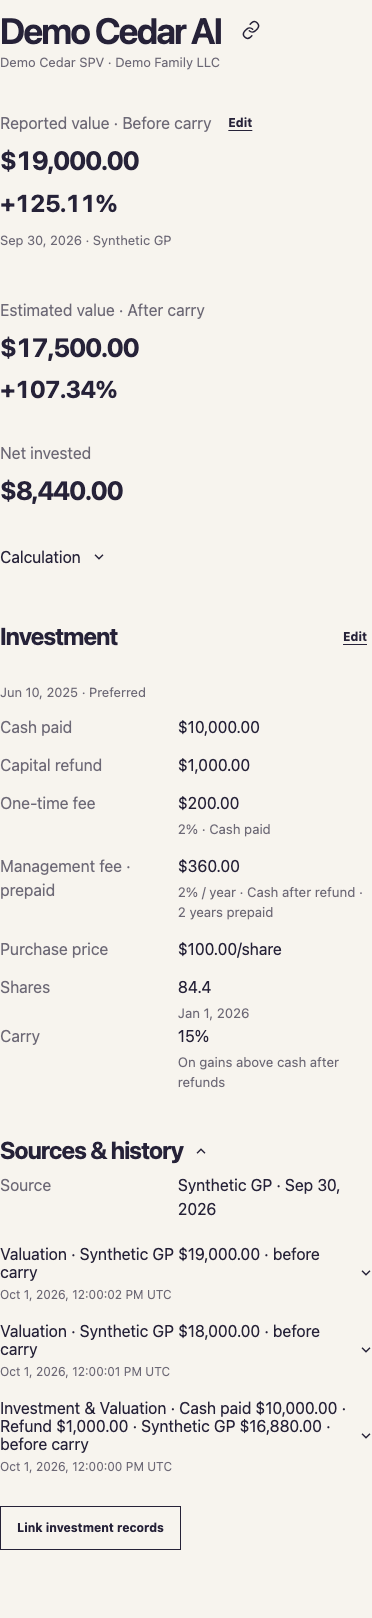 Demo Cedar AI
Demo Cedar SPV · Demo Family LLC
Reported value · Before carry Edit
$19,000.00
+125.11%
Sep 30, 2026 · Synthetic GP
Estimated value · After carry
$17,500.00
+107.34%
Net invested
$8,440.00
Calculation
Investment Edit
Jun 10, 2025 · Preferred
Cash paid $10,000.00
Capital refund $1,000.00
One-time fee $200.00
2% · Cash paid
Management fee · $360.00
prepaid 2% / year · Cash after refund ·
2 years prepaid
Purchase price $100.00/share
Shares 84.4
Jan 1, 2026
Carry 15%
On gains above cash after
refunds
Sources & history
Source Synthetic GP · Sep 30,
2026
Valuation · Synthetic GP $19,000.00 · before
carry
Oct 1, 2026, 12:00:02 PM UTC
Valuation · Synthetic GP $18,000.00 · before
carry
Oct 1, 2026, 12:00:01 PM UTC
Investment & Valuation · Cash paid $10,000.00 ·
Refund $1,000.00 · Synthetic GP $16,880.00 ·
before carry
Oct 1, 2026, 12:00:00 PM UTC
Link investment records